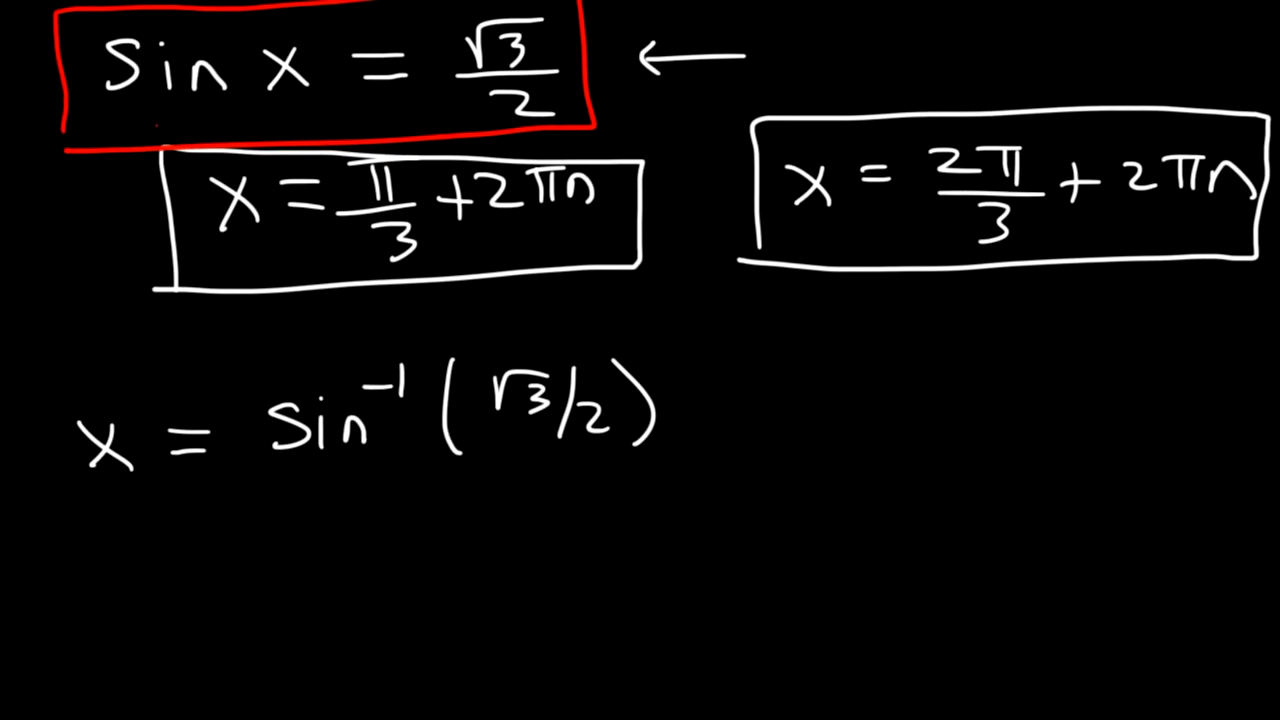 sin x = √3/2 ←
x = π/3 + 2πn
x = 2π/3 + 2πn
x = sin⁻¹(√3/2)